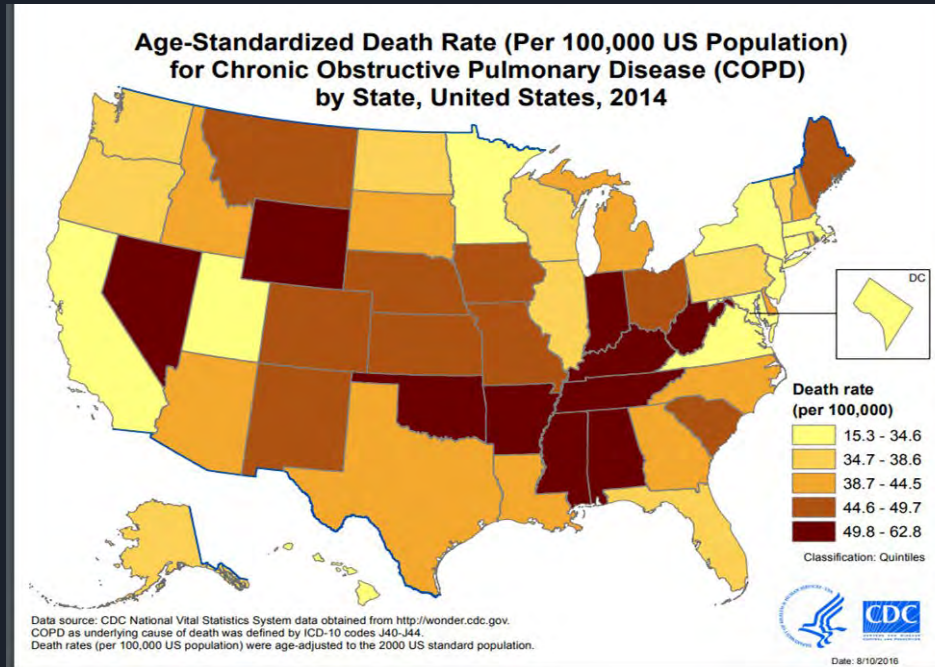 Age-Standardized Death Rate (Per 100,000 US Population)
for Chronic Obstructive Pulmonary Disease (COPD)
by State, United States, 2014
DC
Death rate
(per 100,000)
15.3 - 34.6
34.7 - 38.6
38.7 - 44.5
44.6 - 49.7
49.8 - 62.8
Classification: Quintiles
CDC
Data source: CDC National Vital Statistics System data obtained from http://wonder.cdc.gov.
COPD as underlying cause of death was defined by ICD-10 codes J40-J44.
Death rates (per 100,000 US population) were age-adjusted to the 2000 US standard population.
Date: 8/10/2016